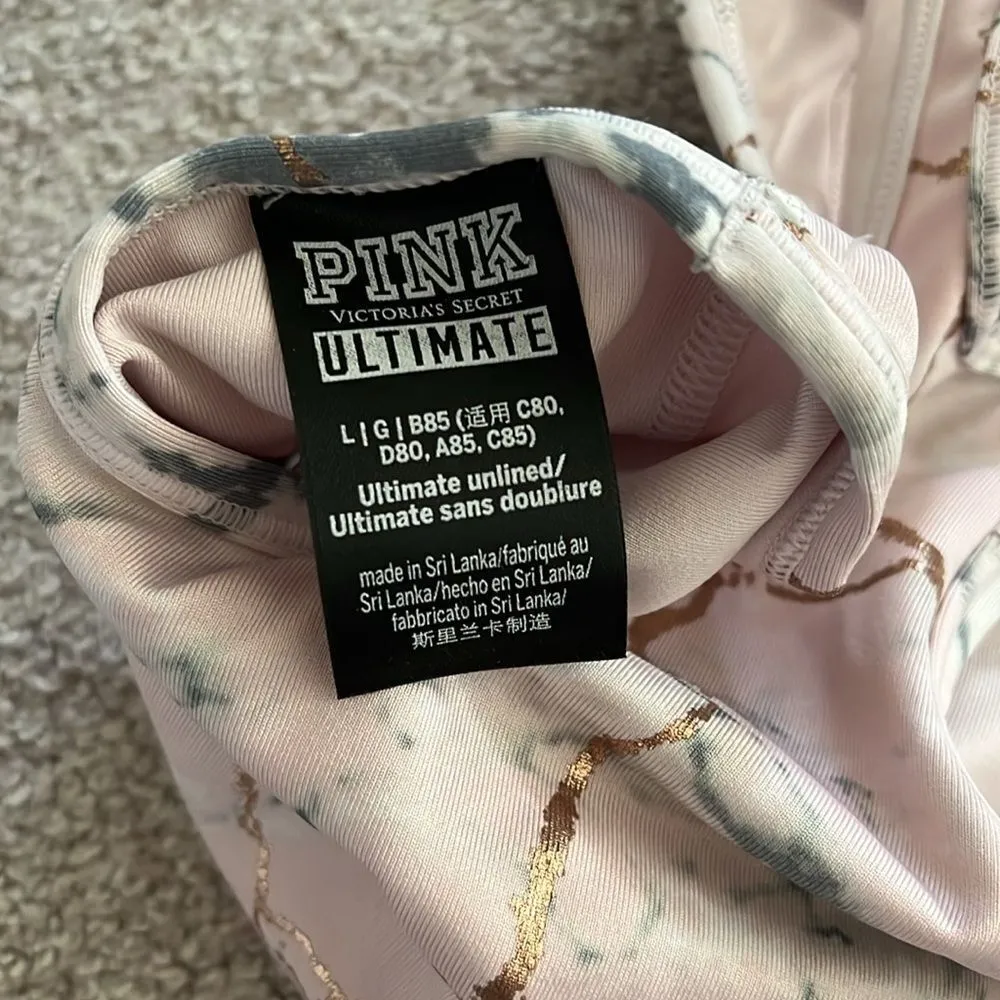 PINK
VICTORIA'S SECRET
ULTIMATE
L | G | B85 (适用 C80,
D80, A85, C85)
Ultimate unlined/
Ultimate sans doublure
made in Sri Lanka/fabriqué au
Sri Lanka/hecho en Sri Lanka/
fabbricato in Sri Lanka/
斯里兰卡制造